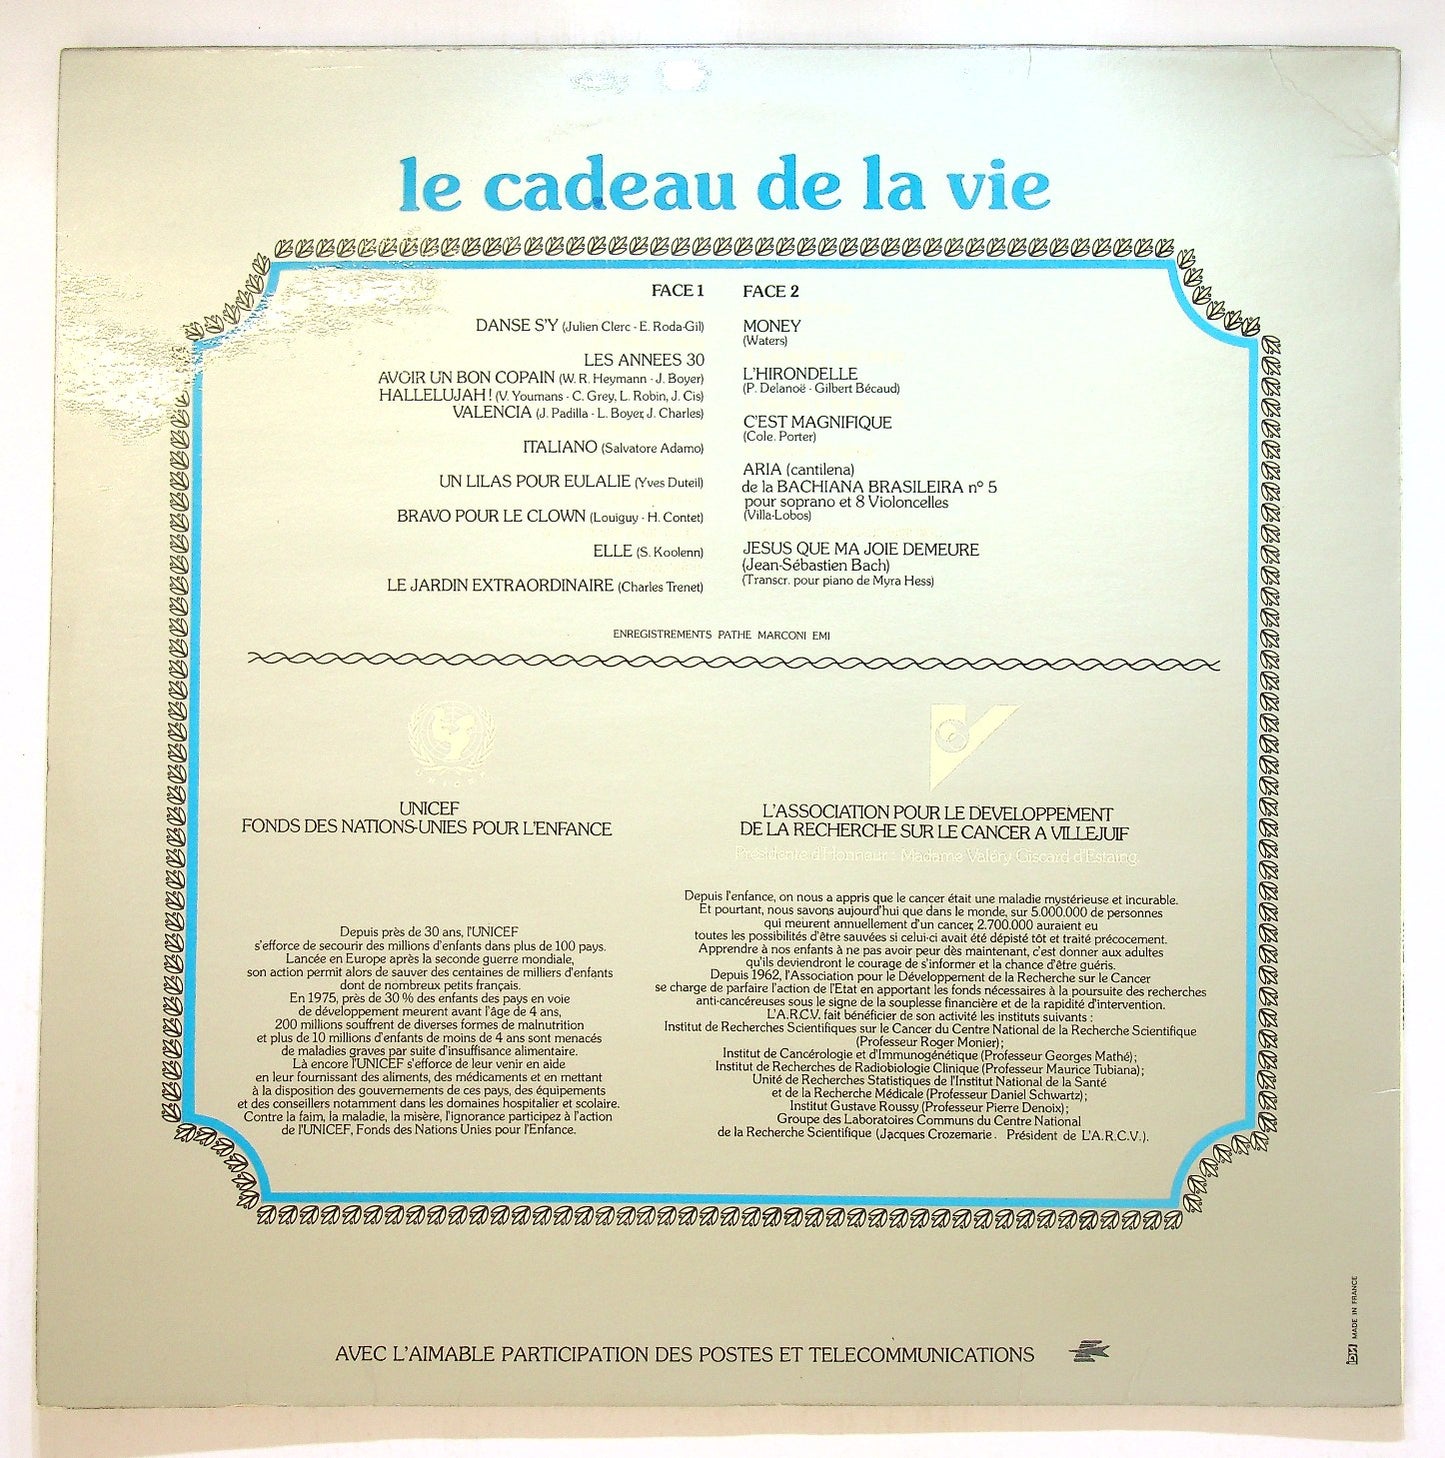 le cadeau de la vie
FACE 1
DANSE S'Y (Julien Clerc - E. Roda-Gil)
LES ANNEES 30
AVOIR UN BON COPAIN (W. R. Heymann - J. Boyer)
HALLELUJAH! (V. Youmans - C. Grey, L. Robin, J. Cis)
VALENCIA (J. Padilla - L. Boyer, J. Charles)
ITALIANO (Salvatore Adamo)
UN LILAS POUR EULALIE (Yves Duteil)
BRAVO POUR LE CLOWN (Louiguy - H. Contet)
ELLE (S. Koolenn)
LE JARDIN EXTRAORDINAIRE (Charles Trenet)
FACE 2
MONEY
(Waters)
L'HIRONDELLE
(P. Delanoë - Gilbert Bécaud)
C'EST MAGNIFIQUE
(Cole. Porter)
ARIA (cantilena)
de la BACHIANA BRASILEIRA n° 5
pour soprano et 8 Violoncelles
(Villa-Lobos)
JESUS QUE MA JOIE DEMEURE
(Jean-Sébastien Bach)
(Transcr. pour piano de Myra Hess)
ENREGISTREMENTS PATHE MARCONI EMI
UNICEF
FONDS DES NATIONS-UNIES POUR L'ENFANCE
Depuis près de 30 ans, l'UNICEF
s'efforce de secourir des millions d'enfants dans plus de 100 pays.
Lancée en Europe après la seconde guerre mondiale,
son action permit alors de sauver des centaines de milliers d'enfants
dont de nombreux petits français.
En 1975, près de 30 % des enfants des pays en voie
de développement meurent avant l'âge de 4 ans,
200 millions souffrent de diverses formes de malnutrition
et plus de 10 millions d'enfants de moins de 4 ans sont menacés
de maladies graves par suite d'insuffisance alimentaire.
Là encore l'UNICEF s'efforce de leur venir en aide
en leur fournissant des aliments, des médicaments et en mettant
à la disposition des gouvernements de ces pays, des équipements
et des conseillers notamment dans les domaines hospitalier et scolaire.
Contre la faim, la maladie, la misère, l'ignorance participez à l'action
de l'UNICEF, Fonds des Nations Unies pour l'Enfance.
L'ASSOCIATION POUR LE DEVELOPPEMENT
DE LA RECHERCHE SUR LE CANCER A VILLEJUIF
Présidente d'Honneur : Madame Valéry Giscard d'Estaing.
Depuis l'enfance, on nous a appris que le cancer était une maladie mystérieuse et incurable.
Et pourtant, nous savons aujourd'hui que dans le monde, sur 5.000.000 de personnes
qui meurent annuellement d'un cancer, 2.700.000 auraient eu
toutes les possibilités d'être sauvées si celui-ci avait été dépisté tôt et traité précocement.
Apprendre à nos enfants à ne pas avoir peur dès maintenant, c'est donner aux adultes
qu'ils deviendront le courage de s'informer et la chance d'être guéris.
Depuis 1962, l'Association pour le Développement de la Recherche sur le Cancer
se charge de parfaire l'action de l'Etat en apportant les fonds nécessaires à la poursuite des recherches
anti-cancéreuses sous le signe de la souplesse financière et de la rapidité d'intervention.
L'A.R.C.V. fait bénéficier de son activité les instituts suivants :
Institut de Recherches Scientifiques sur le Cancer du Centre National de la Recherche Scientifique
(Professeur Roger Monier);
Institut de Cancérologie et d'Immunogénétique (Professeur Georges Mathé);
Institut de Recherches de Radiobiologie Clinique (Professeur Maurice Tubiana);
Unité de Recherches Statistiques de l'Institut National de la Santé
et de la Recherche Médicale (Professeur Daniel Schwartz);
Institut Gustave Roussy (Professeur Pierre Denoix);
Groupe des Laboratoires Communs du Centre National
de la Recherche Scientifique (Jacques Crozemarie. Président de L'A.R.C.V.).
AVEC L'AIMABLE PARTICIPATION DES POSTES ET TELECOMMUNICATIONS
MADE IN FRANCE